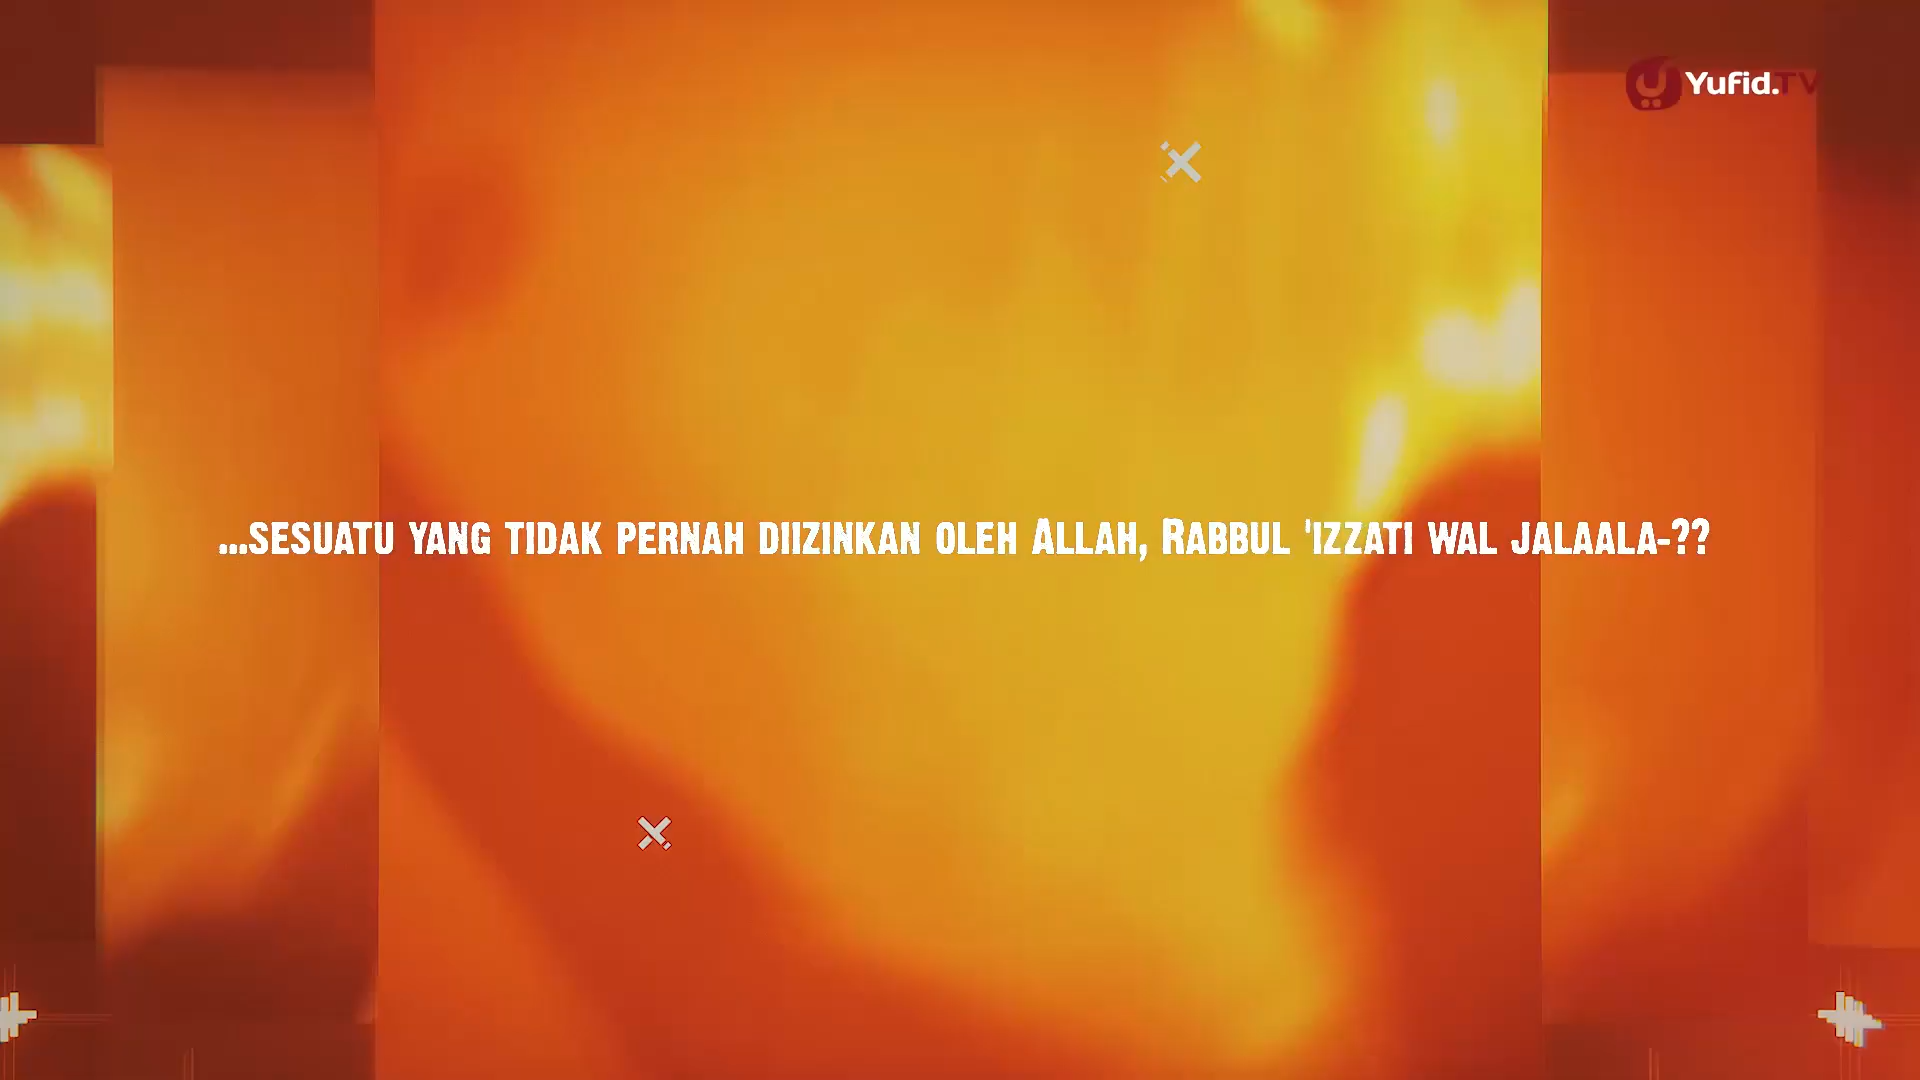 Yufid.TV
...SESUATU YANG TIDAK PERNAH DIIZINKAN OLEH ALLAH, RABBUL 'IZZATI WAL JALAALA-??